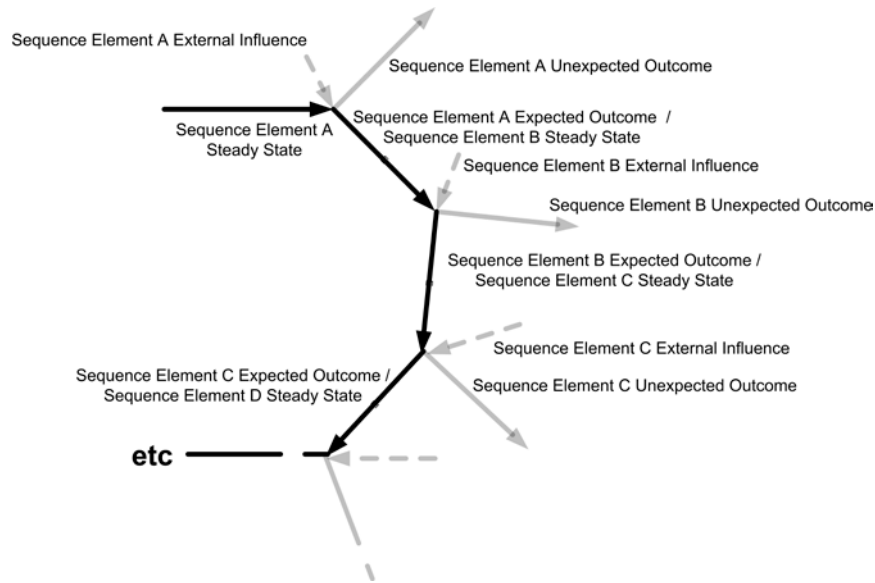 Sequence Element A External Influence
Sequence Element A Unexpected Outcome
Sequence Element A
Steady State
Sequence Element A Expected Outcome /
Sequence Element B Steady State
Sequence Element B External Influence
Sequence Element B Unexpected Outcome
Sequence Element B Expected Outcome /
Sequence Element C Steady State
Sequence Element C External Influence
Sequence Element C Unexpected Outcome
Sequence Element C Expected Outcome /
Sequence Element D Steady State
etc